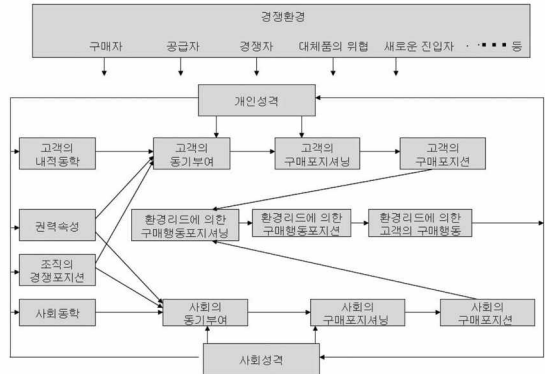 경쟁환경
구매자 공급자 경쟁자 대체품의 위협 새로운 진입자 · ·▪▪▪ 등
개인성격
고객의
내적동학
고객의
동기부여
고객의
구매포지셔닝
고객의
구매포지션
권력속성
환경리드에 의한
구매행동포지셔닝
환경리드에 의한
구매행동포지션
환경리드에 의한
고객의 구매행동
조직의
경쟁포지션
사회동학
사회의
동기부여
사회의
구매포지셔닝
사회의
구매포지션
사회성격